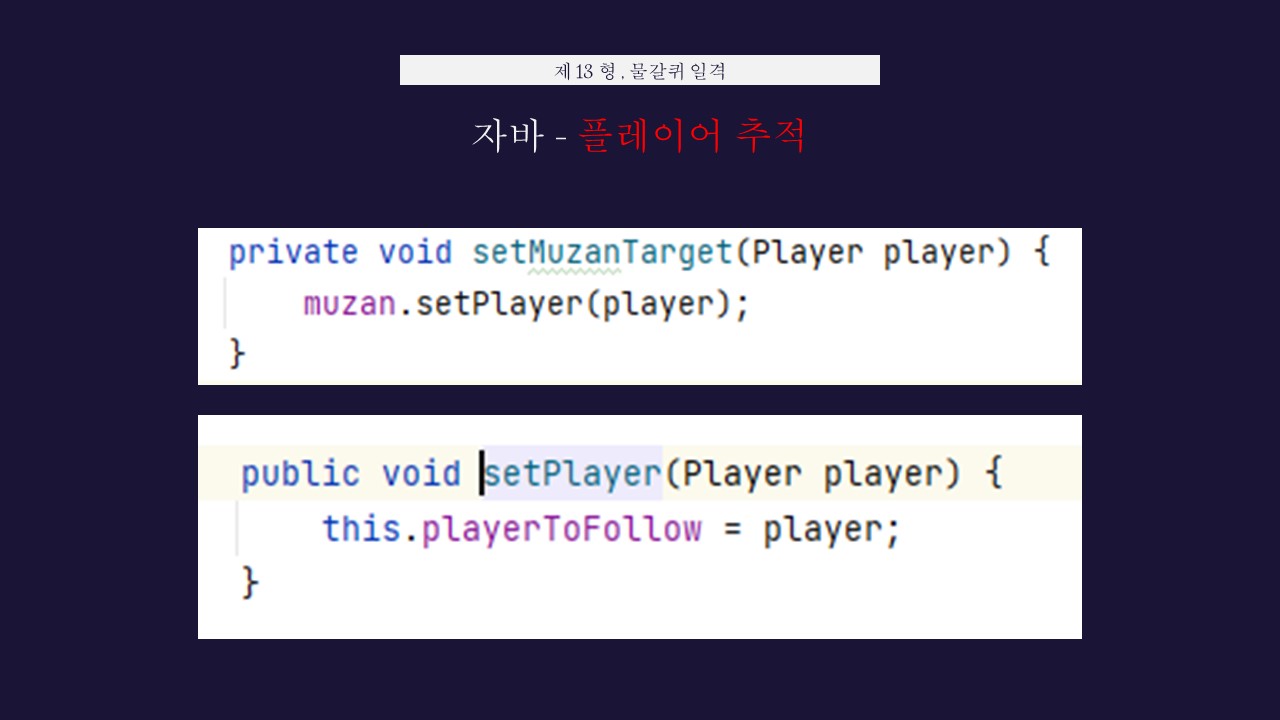 제 13 형 , 물갈퀴 일격
자바 - 플레이어 추적
private void setMuzanTarget(Player player) {
muzan.setPlayer(player);
}
public void setPlayer(Player player) {
this.playerToFollow = player;
}